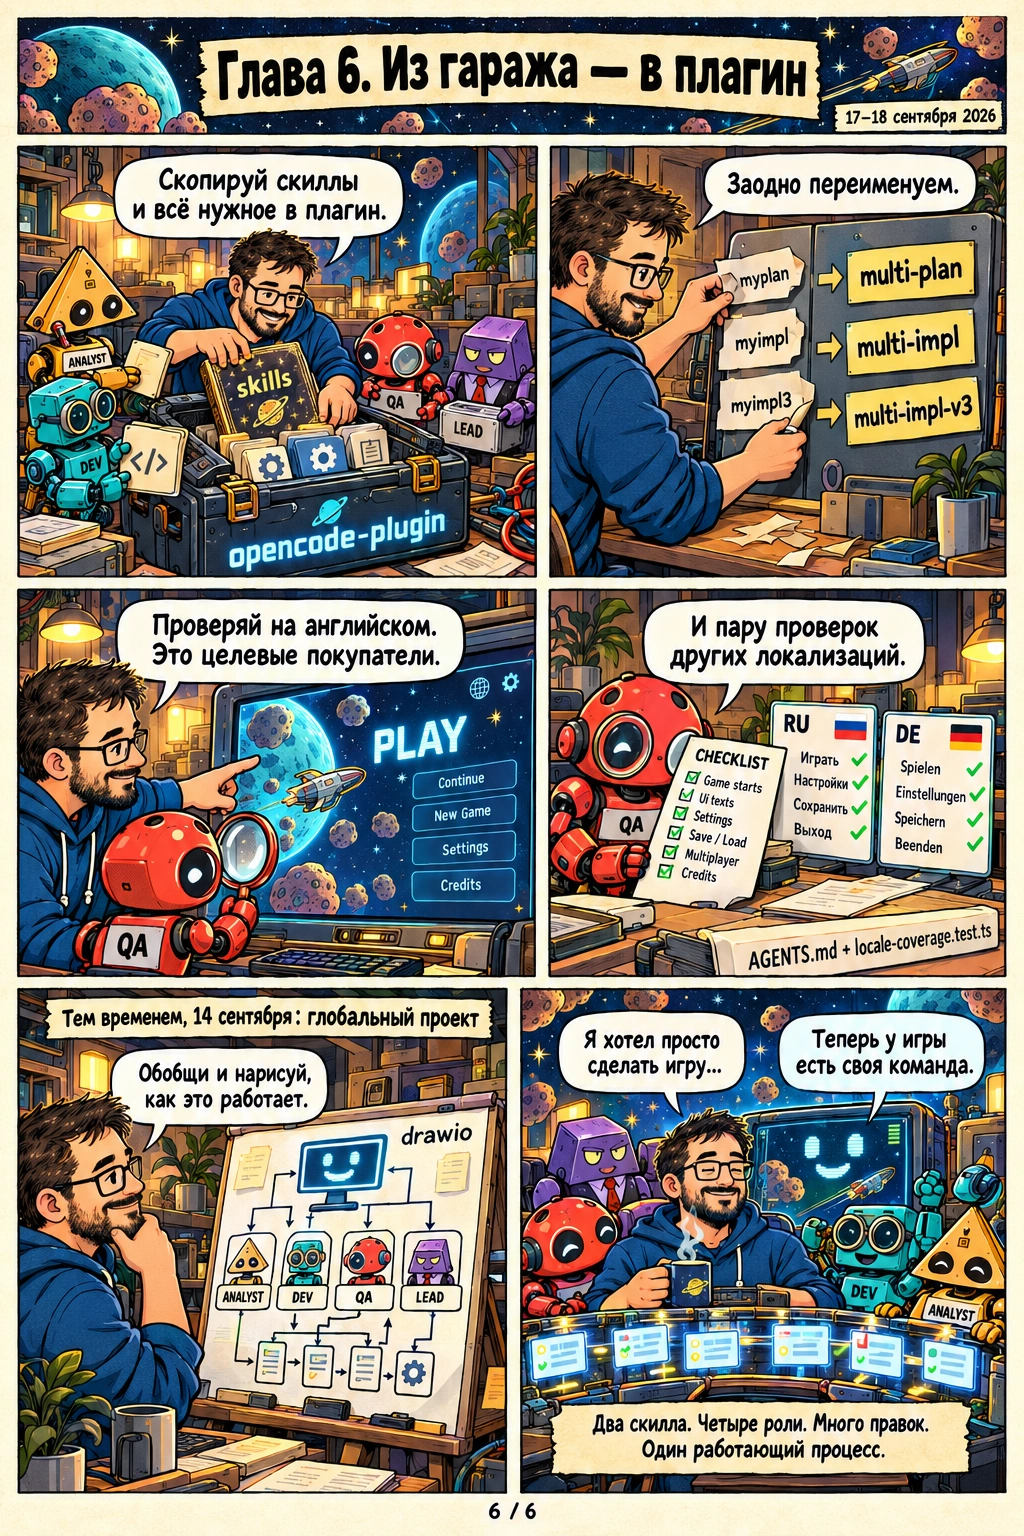 Глава 6. Из гаража — в плагин
17–18 сентября 2026
Скопируй скиллы
и всё нужное в плагин.
ANALYST
DEV
</>
skills
QA
LEAD
opencode-plugin
Заодно переименуем.
myplan
multi-plan
myimpl
multi-impl
myimpl3
multi-impl-v3
Проверяй на английском.
Это целевые покупатели.
PLAY
Continue
New Game
Settings
Credits
QA
И пару проверок
других локализаций.
QA
CHECKLIST
Game starts
Ui texts
Settings
Save / Load
Multiplayer
Credits
RU
Играть
Настройки
Сохранить
Выход
DE
Spielen
Einstellungen
Speichern
Beenden
AGENTS.md + locale-coverage.test.ts
Тем временем, 14 сентября: глобальный проект
Обобщи и нарисуй,
как это работает.
drawio
ANALYST
DEV
QA
LEAD
Я хотел просто
сделать игру...
Теперь у игры
есть своя команда.
DEV
ANALYST
Два скилла. Четыре роли. Много правок.
Один работающий процесс.
6 / 6